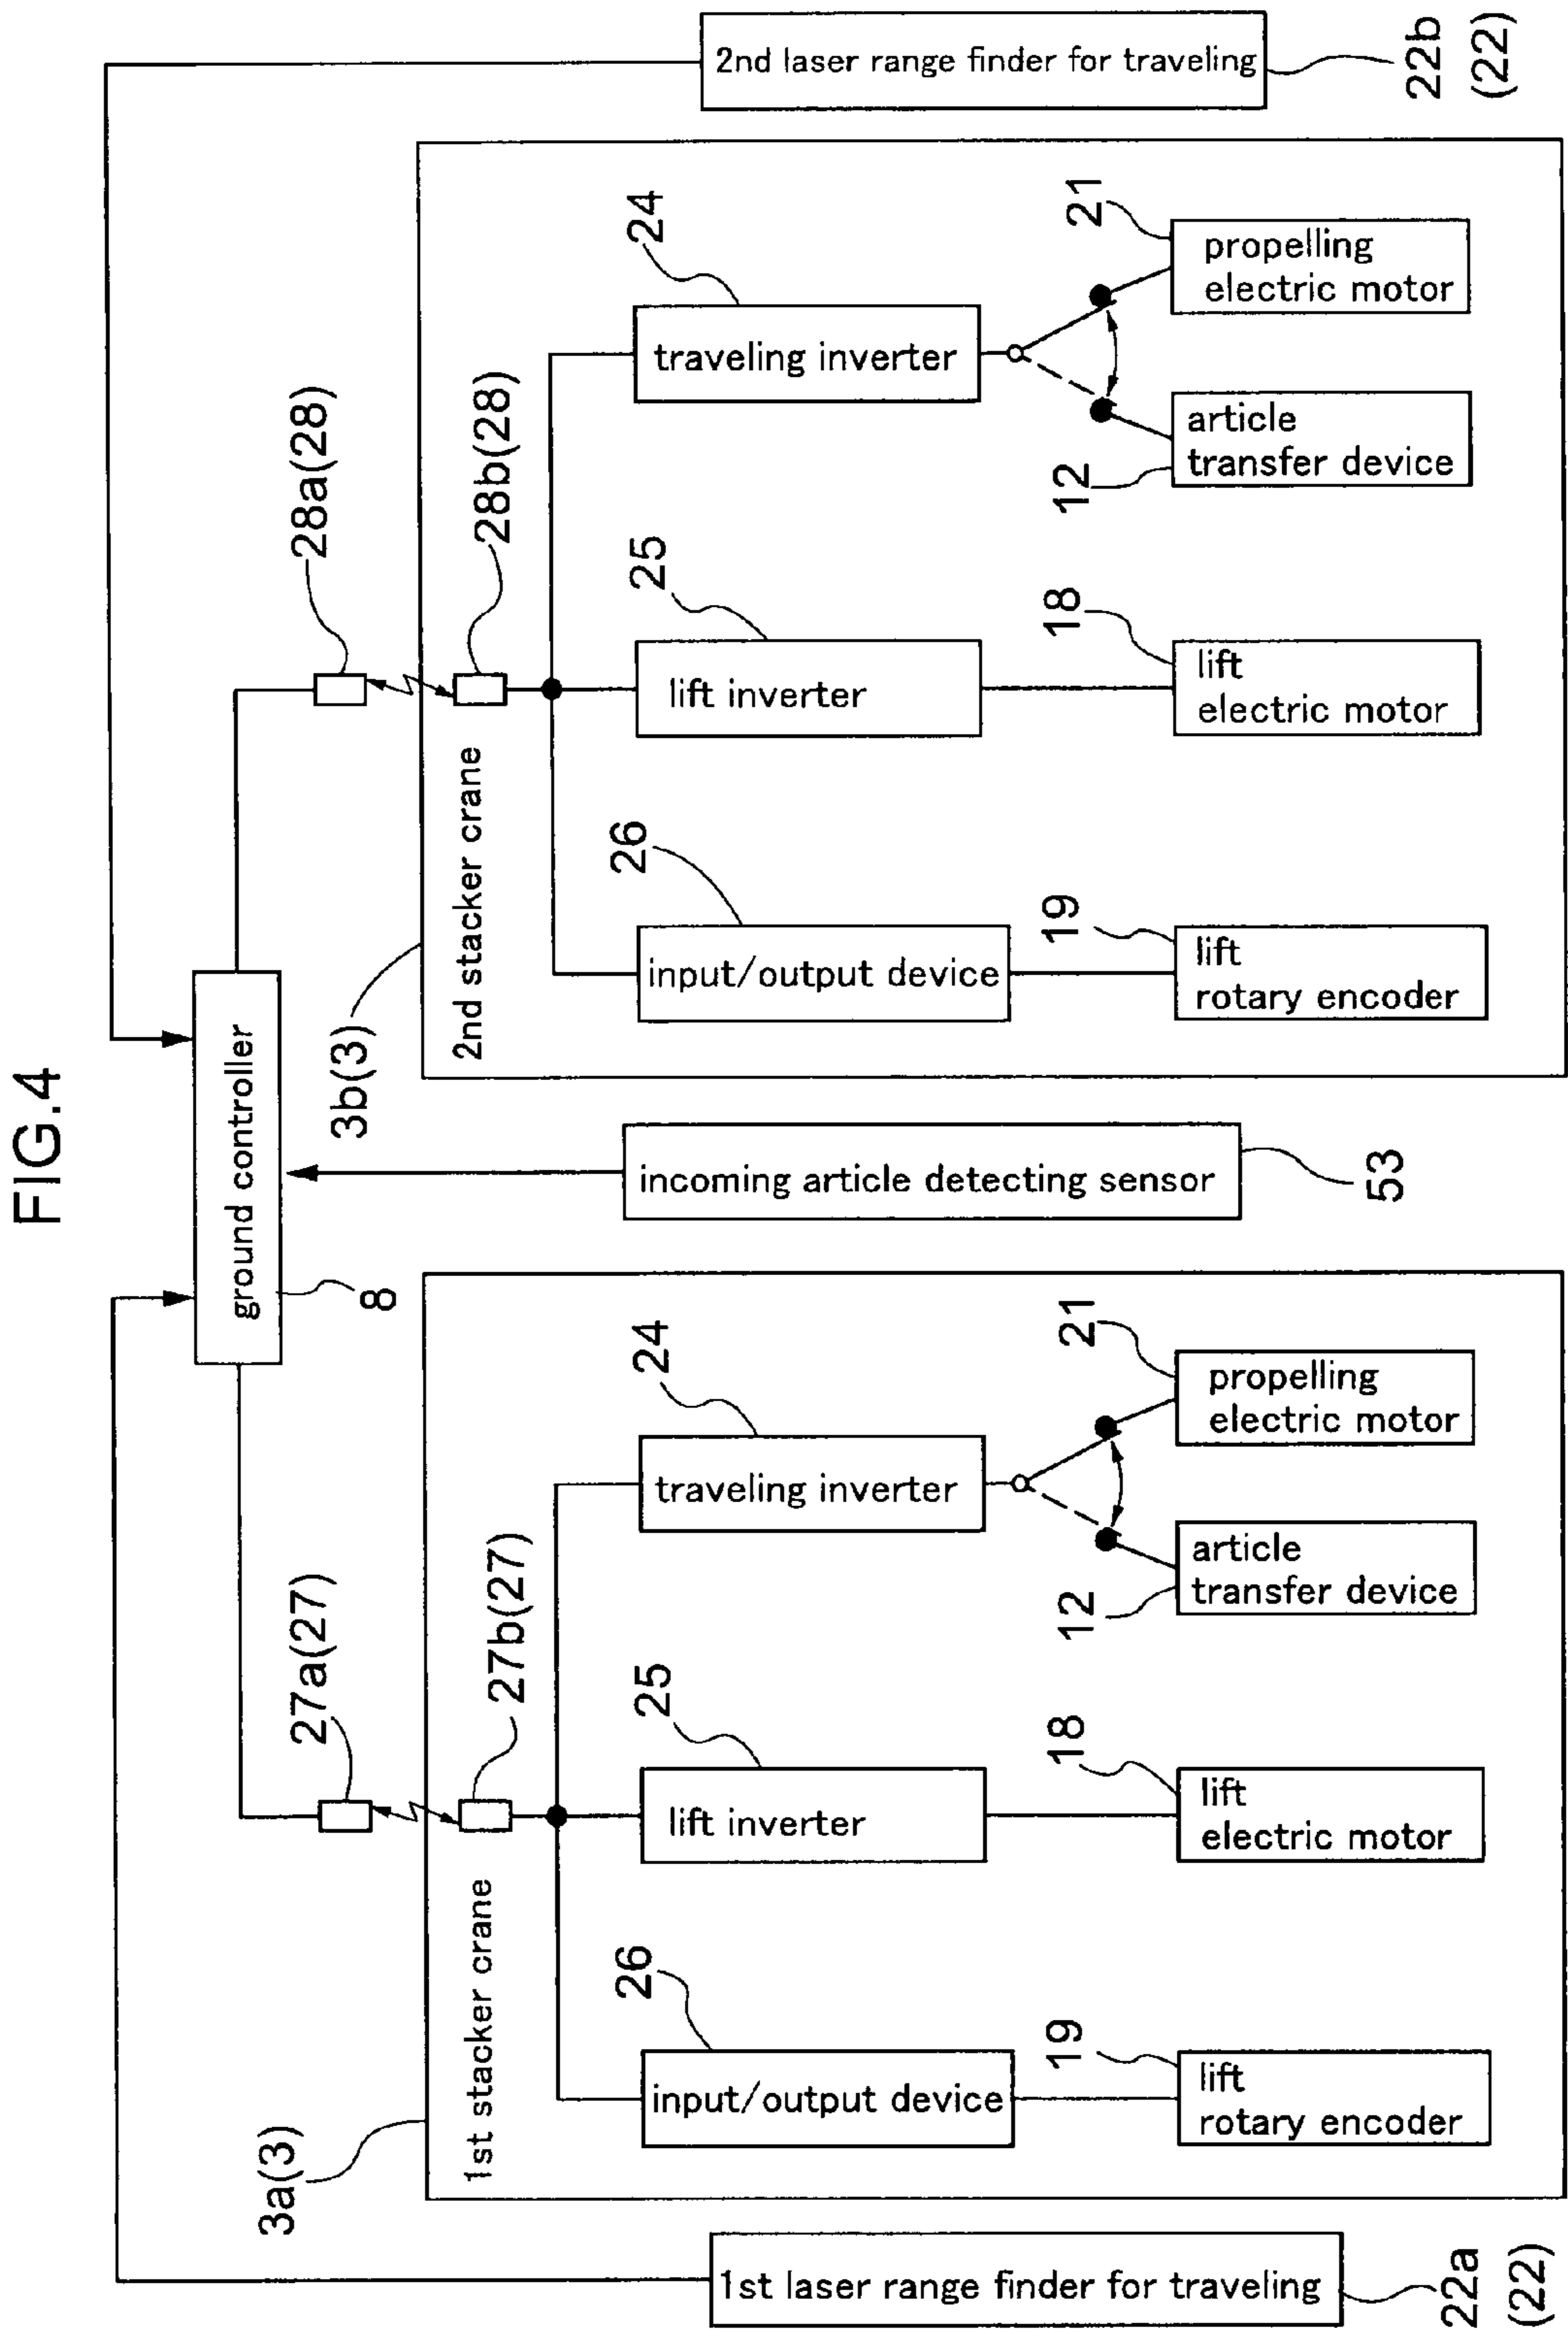 FIG.4
ground controller
8
27a(27)
28a(28)
3a(3)
1st stacker crane
27b(27)
26
input/output device
19
lift
rotary encoder
25
lift inverter
18
lift
electric motor
24
traveling inverter
12
article
transfer device
21
propelling
electric motor
1st laser range finder for traveling
22a
(22)
incoming article detecting sensor
53
3b(3)
2nd stacker crane
28b(28)
26
input/output device
19
lift
rotary encoder
25
lift inverter
18
lift
electric motor
24
traveling inverter
12
article
transfer device
21
propelling
electric motor
2nd laser range finder for traveling
22b
(22)